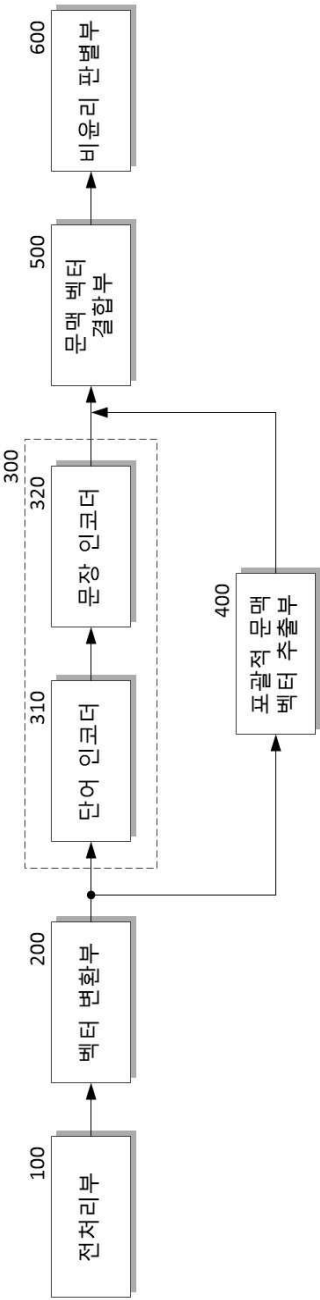 100
전처리부
200
벡터 변환부
300
310
단어 인코더
320
문장 인코더
400
포괄적 문맥
벡터 추출부
500
문맥 벡터
결합부
600
비윤리 판별부